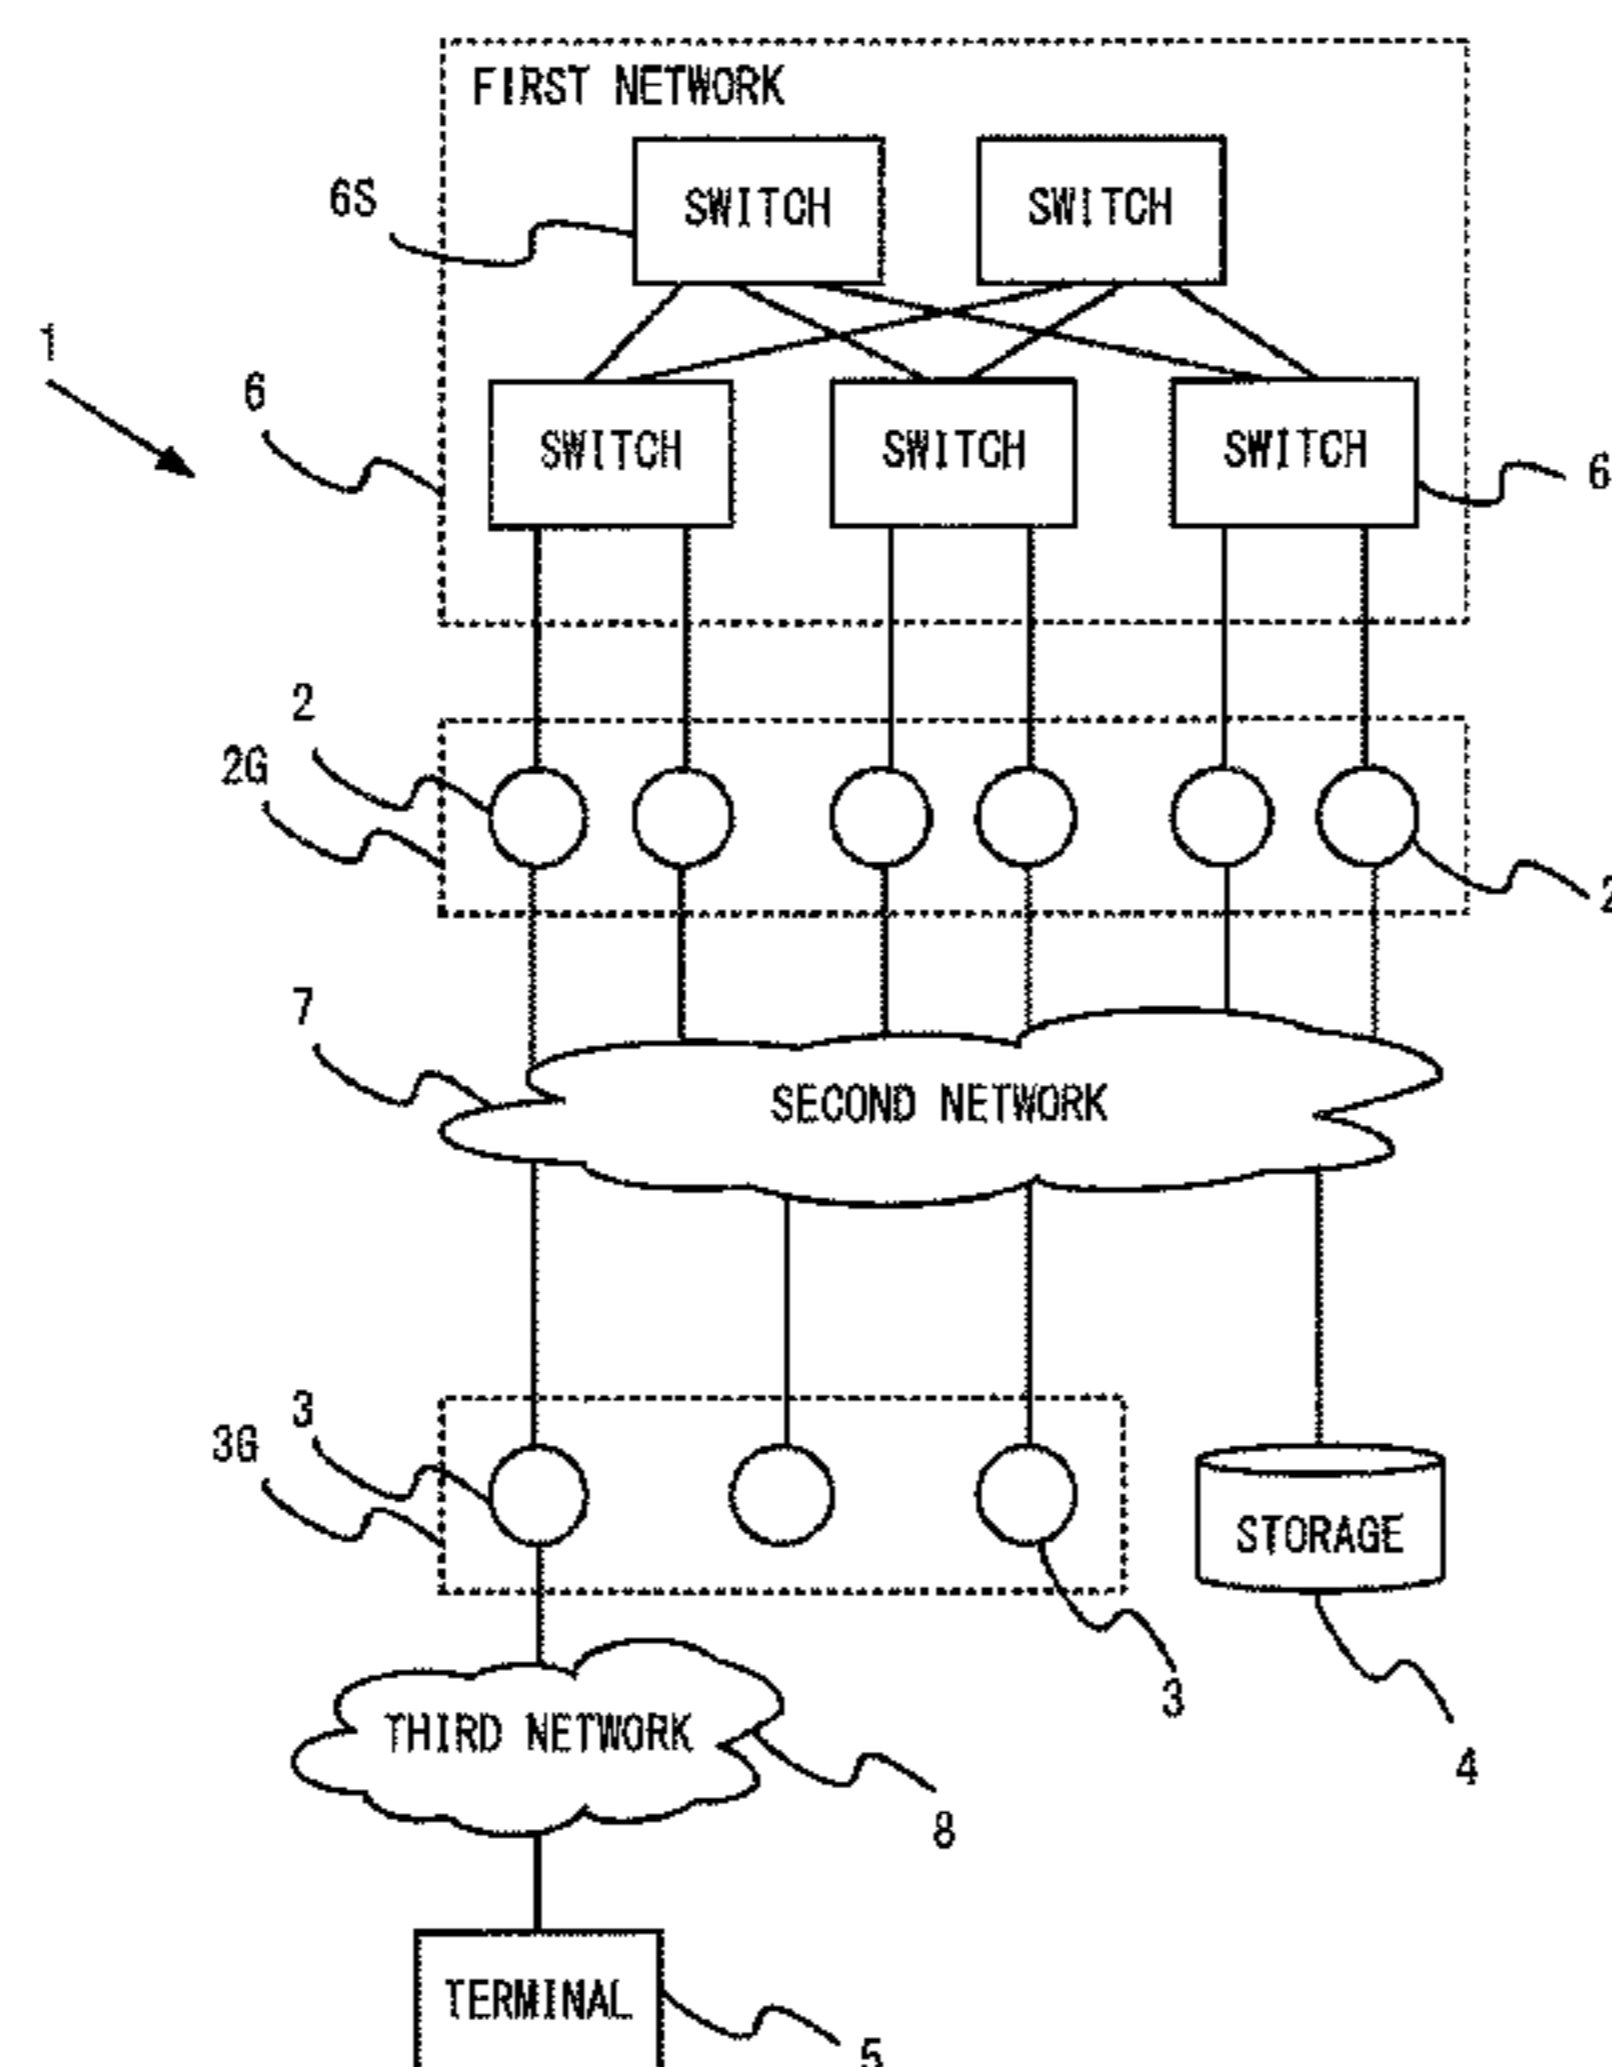 FIRST NETWORK
6S
SWITCH SWITCH
1
6
SWITCH SWITCH SWITCH
6
2
2G
2
7
SECOND NETWORK
3
3G
STORAGE
3
THIRD NETWORK
4
8
TERMINAL
5